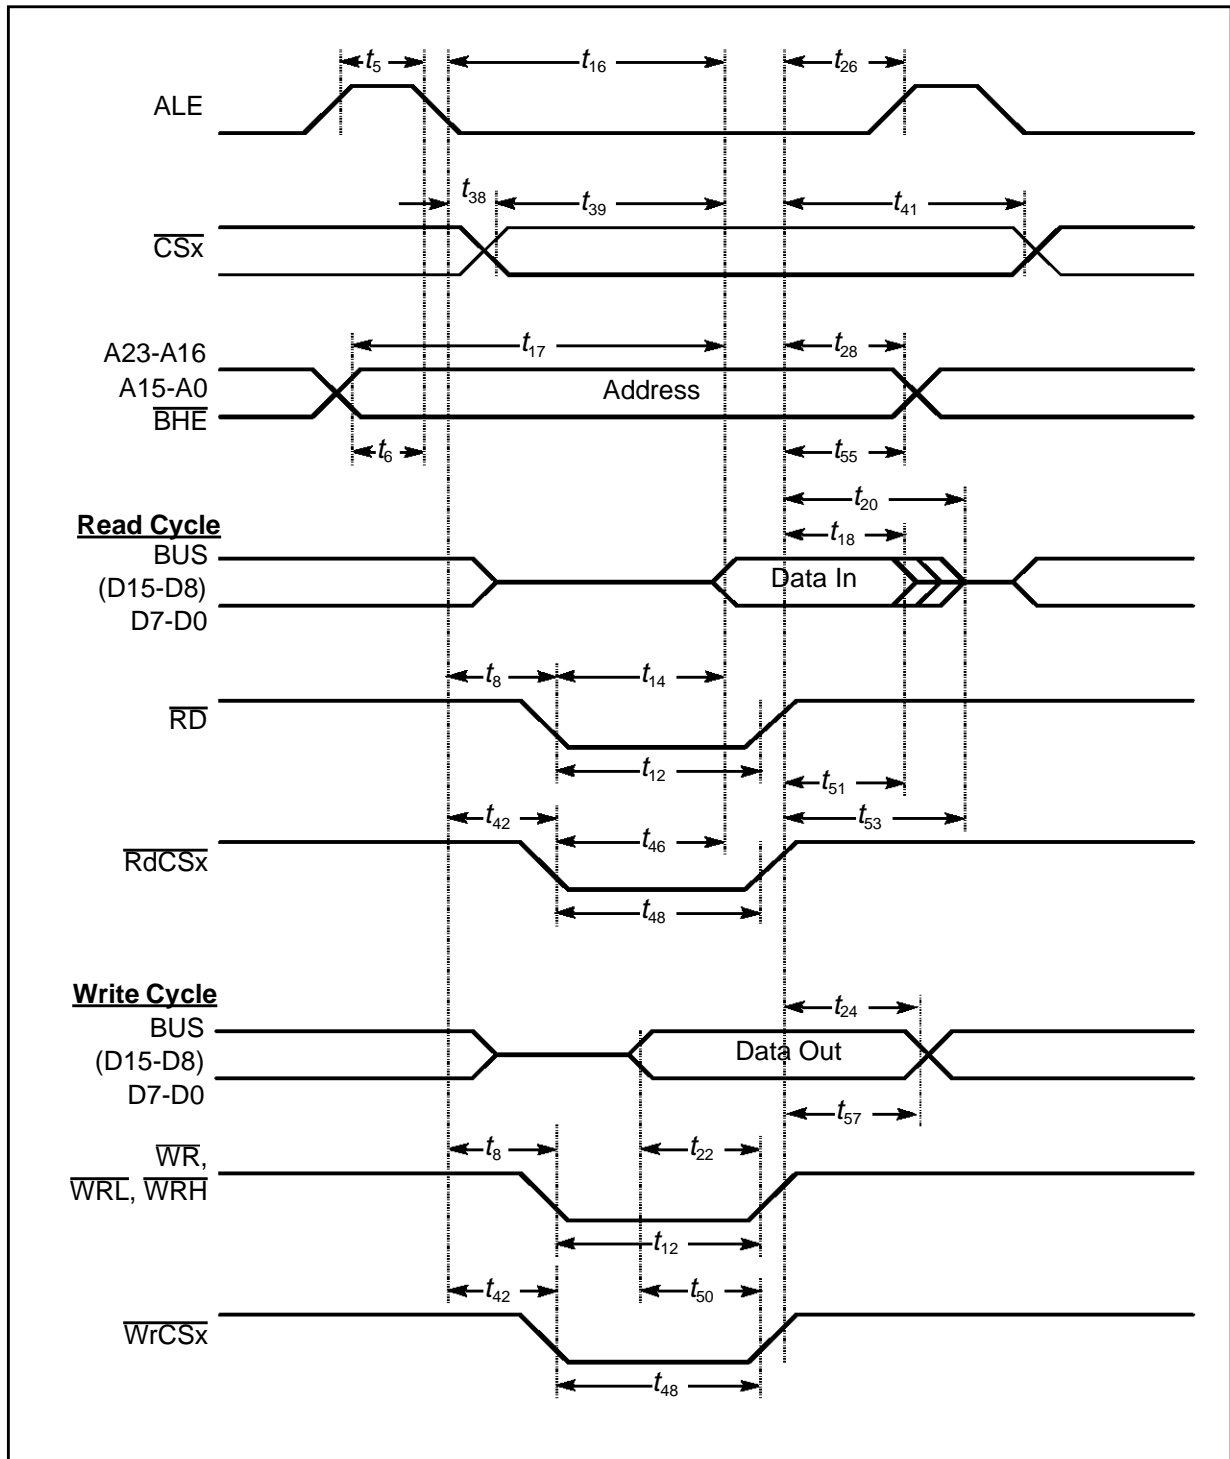 t5 t16 t26
ALE
t38 t39 t41
CSx
A23-A16
t17 t28
A15-A0 Address
BHE
t6 t55
t20
Read Cycle
t18
BUS
(D15-D8) Data In
D7-D0
t8 t14
RD
t12 t51
t42 t46 t53
RdCSx
t48
Write Cycle
t24
BUS
(D15-D8) Data Out
D7-D0
t57
t8 t22
WR,
WRL, WRH
t12
t42 t50
WrCSx
t48